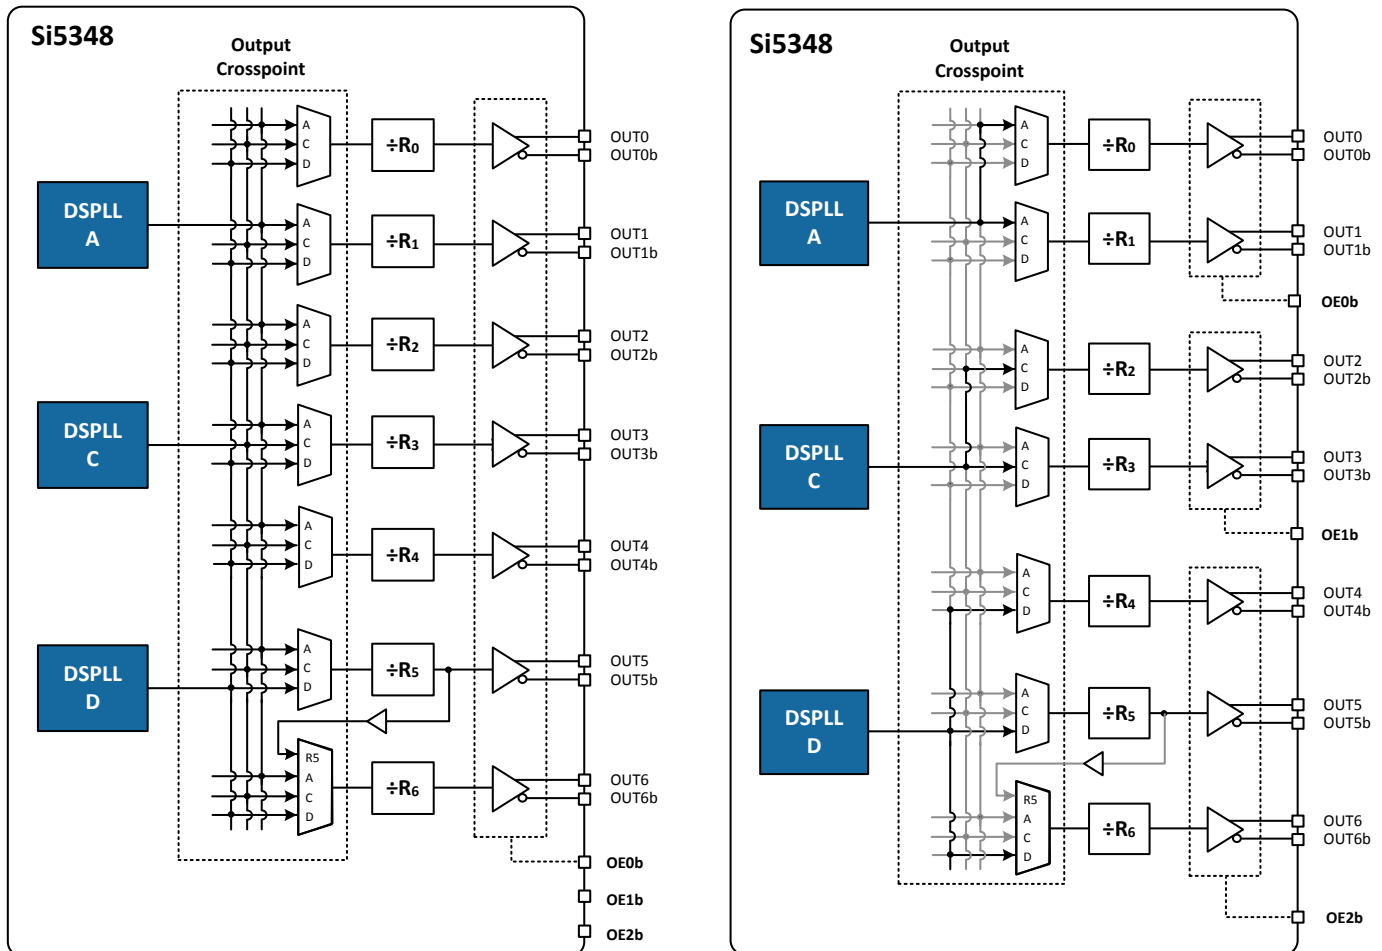 Si5348
Output
Crosspoint
A
C
D
÷R0
OUT0
OUT0b
DSPLL
A
A
C
D
÷R1
OUT1
OUT1b
A
C
D
÷R2
OUT2
OUT2b
DSPLL
C
A
C
D
÷R3
OUT3
OUT3b
A
C
D
÷R4
OUT4
OUT4b
DSPLL
D
A
C
D
÷R5
OUT5
OUT5b
R5
A
C
D
÷R6
OUT6
OUT6b
OE0b
OE1b
OE2b
Si5348
Output
Crosspoint
A
C
D
÷R0
OUT0
OUT0b
DSPLL
A
A
C
D
÷R1
OUT1
OUT1b
OE0b
A
C
D
÷R2
OUT2
OUT2b
DSPLL
C
A
C
D
÷R3
OUT3
OUT3b
OE1b
A
C
D
÷R4
OUT4
OUT4b
DSPLL
D
A
C
D
÷R5
OUT5
OUT5b
R5
A
C
D
÷R6
OUT6
OUT6b
OE2b